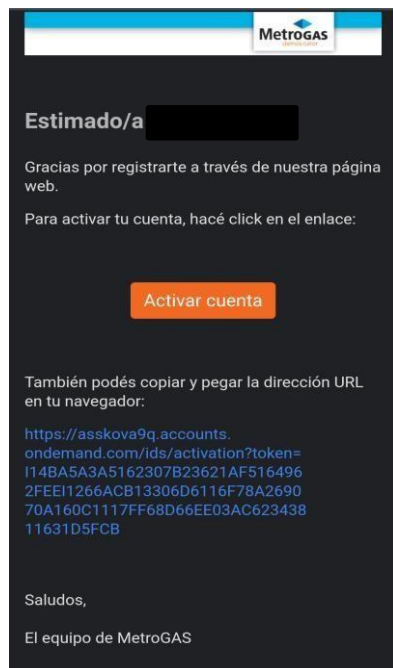 MetroGAS
Estimado/a
Gracias por registrarte a través de nuestra página
web.
Para activar tu cuenta, hacé click en el enlace:
Activar cuenta
También podés copiar y pegar la dirección URL
en tu navegador:
https://asskova9q.accounts.
ondemand.com/ids/activation?token=
I14BA5A3A5162307B23621AF516496
2FEEI1266ACB13306D6116F78A2690
70A160C1117FF68D66EE03AC623438
11631D5FCB
Saludos,
El equipo de MetroGAS